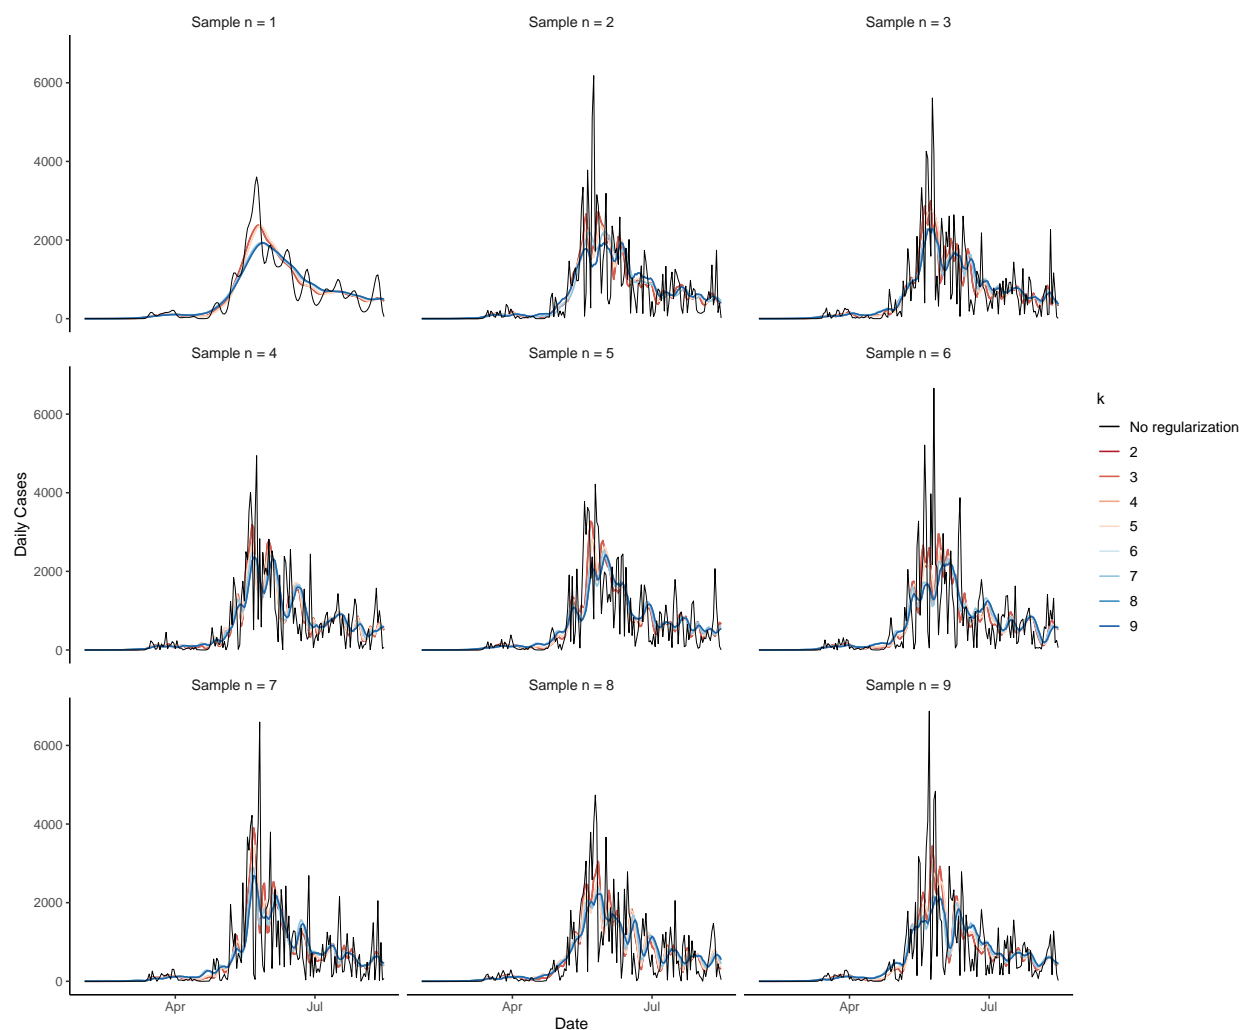 Sample n = 1
Sample n = 2
Sample n = 3
6000
4000
2000
0
Sample n = 4
Sample n = 5
Sample n = 6
6000
4000
2000
0
Sample n = 7
Sample n = 8
Sample n = 9
6000
4000
2000
0
Apr
Jul
Apr
Jul
Apr
Jul
Date
Daily Cases
k
No regularization
2
3
4
5
6
7
8
9